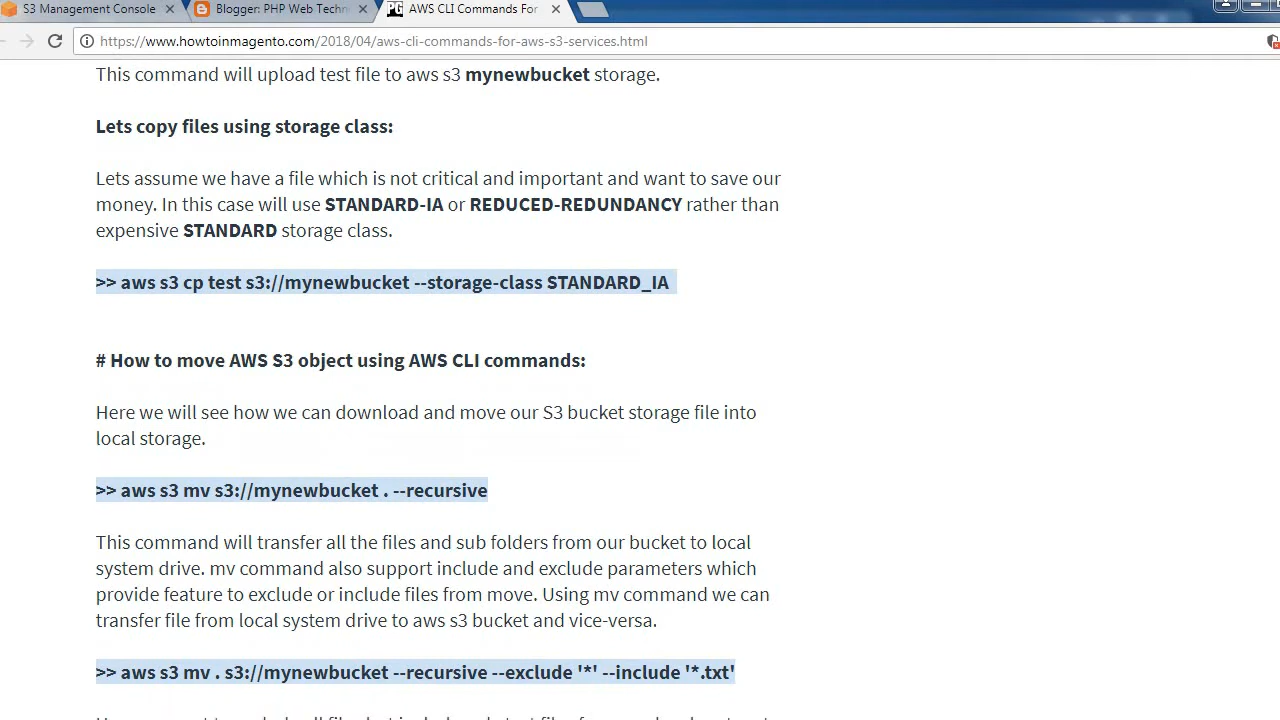 S3 Management Console
Blogger: PHP Web Techn
AWS CLI Commands For
https://www.howtoinmagento.com/2018/04/aws-cli-commands-for-aws-s3-services.html
This command will upload test file to aws s3 mynewbucket storage.
Lets copy files using storage class:
Lets assume we have a file which is not critical and important and want to save our
money. In this case will use STANDARD-IA or REDUCED-REDUNDANCY rather than
expensive STANDARD storage class.
>> aws s3 cp test s3://mynewbucket --storage-class STANDARD_IA
# How to move AWS S3 object using AWS CLI commands:
Here we will see how we can download and move our S3 bucket storage file into
local storage.
>> aws s3 mv s3://mynewbucket . --recursive
This command will transfer all the files and sub folders from our bucket to local
system drive. mv command also support include and exclude parameters which
provide feature to exclude or include files from move. Using mv command we can
transfer file from local system drive to aws s3 bucket and vice-versa.
>> aws s3 mv . s3://mynewbucket --recursive --exclude '*' --include '*.txt'